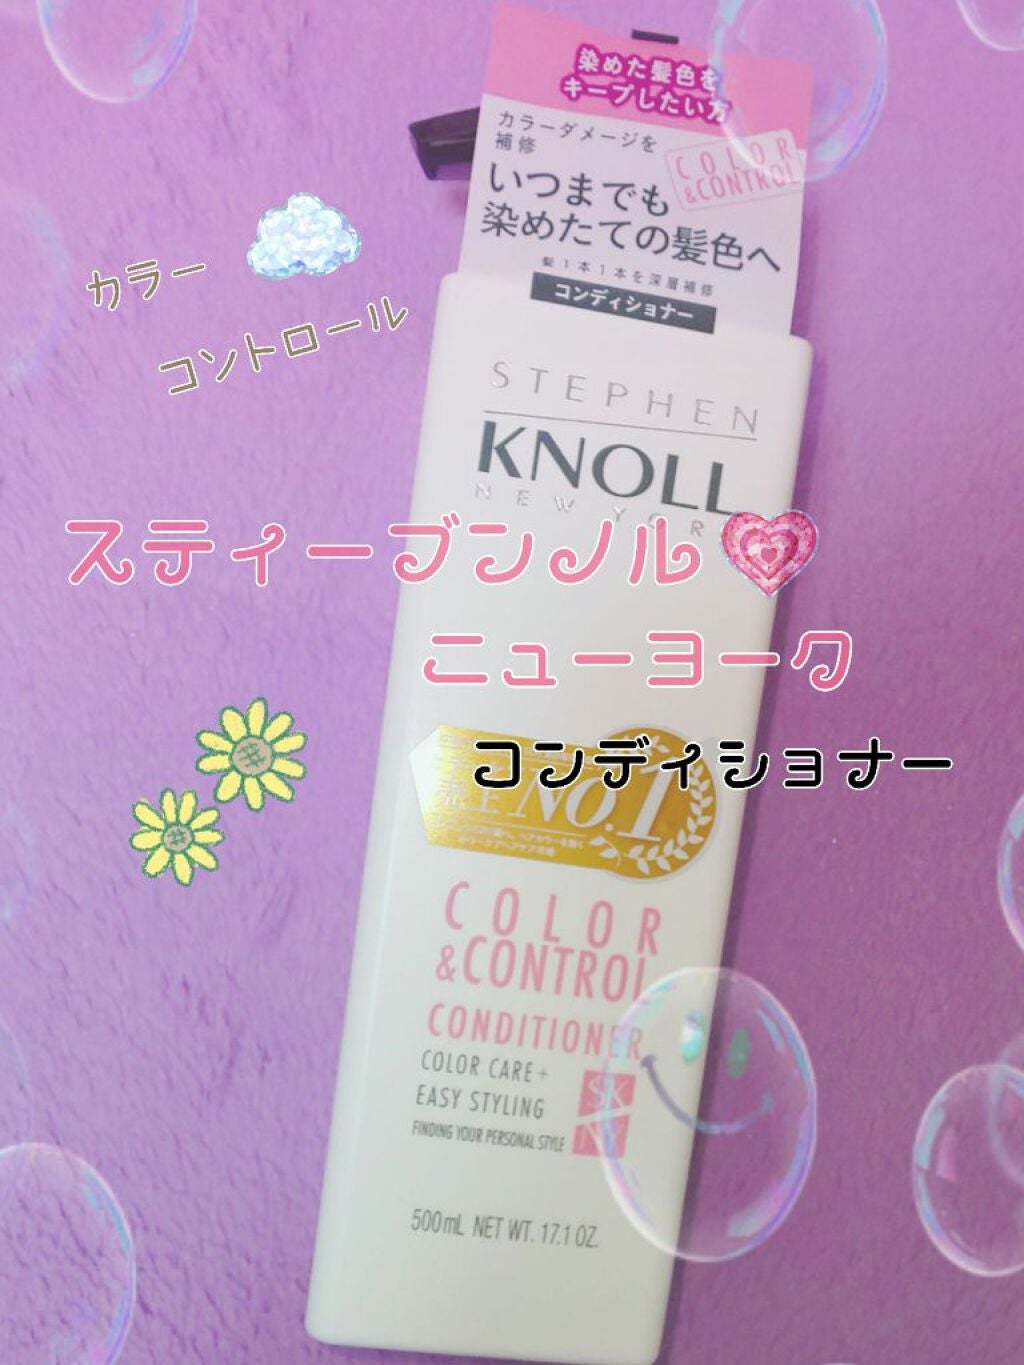 染めた髪色を
キープしたい方
カラーダメージを
補修
COLOR
&CONTROL
いつまでも
染めたての髪色へ
髪1本1本を深層補修
コンディショナー
カラー
コントロール
STEPHEN
KNOLL
NEW YOR
スティーブンノル
ニューヨーク
コンディショナー
売上 No.1
COLOR
&CONTROL
CONDITIONER
COLOR CARE+
EASY STYLING
FINDING YOUR PERSONAL STYLE
SK
NY
500mL NET WT. 17.1 OZ.